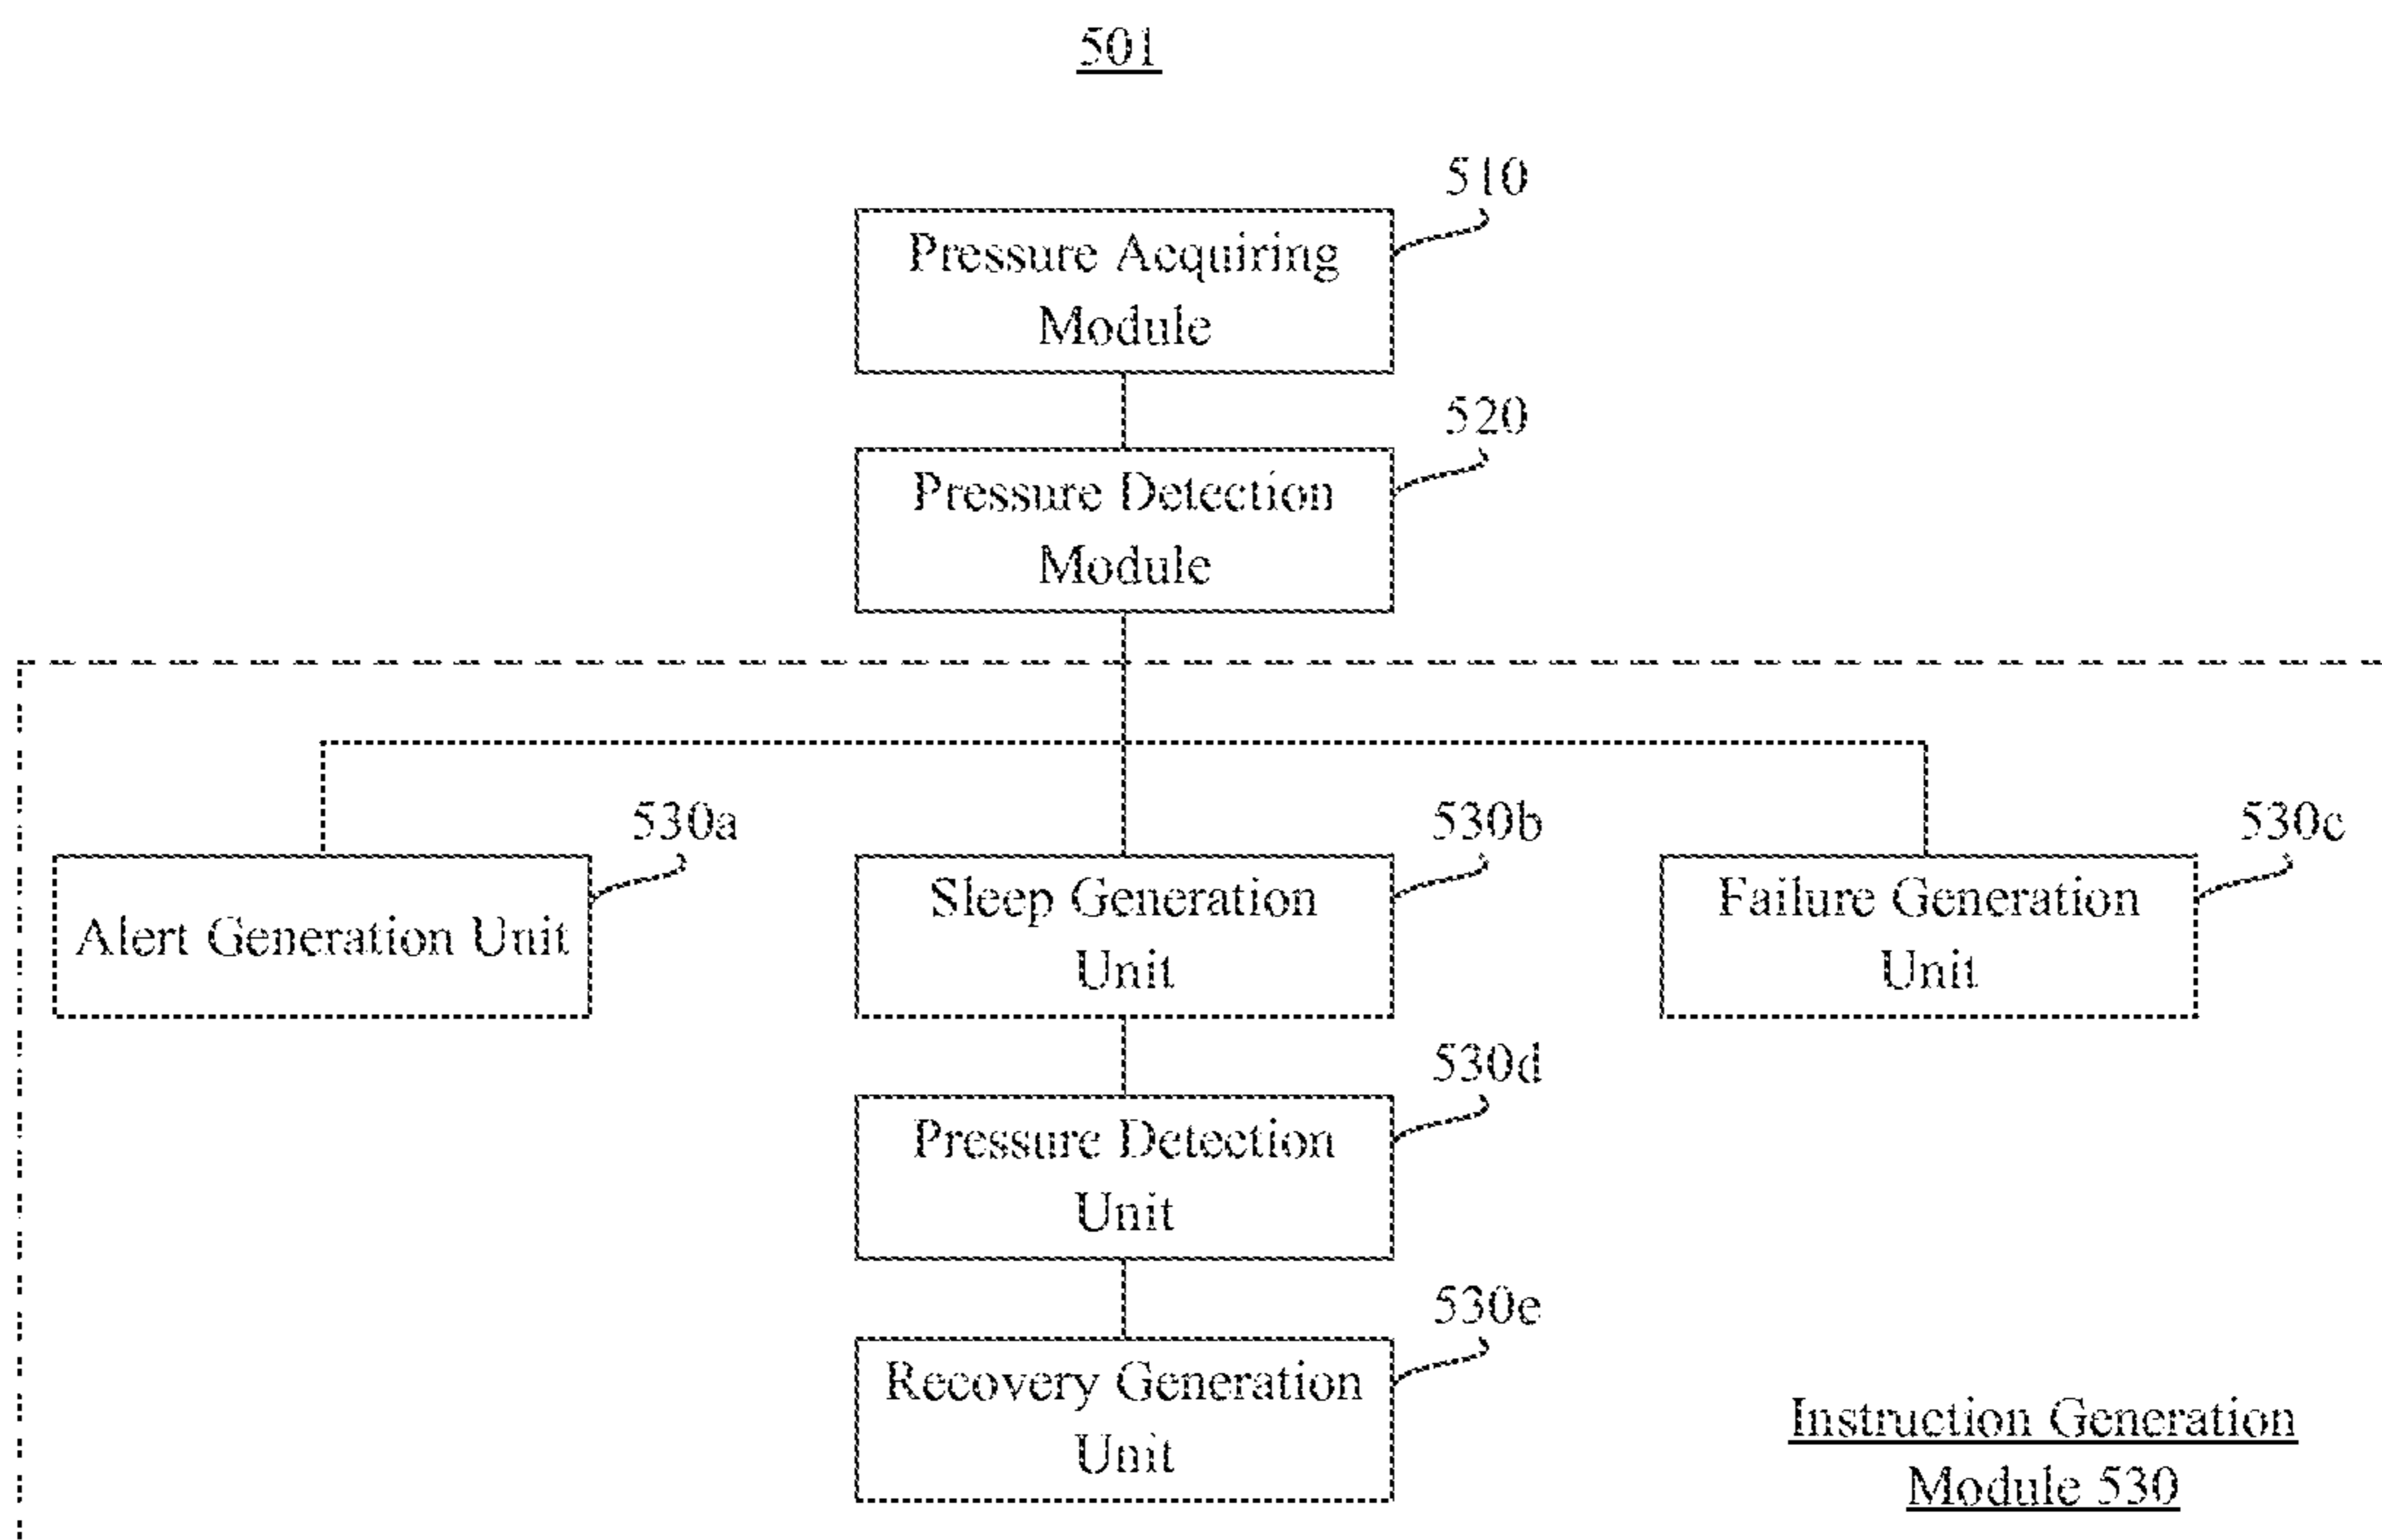 501
510
Pressure Acquiring
Module
520
Pressure Detection
Module
530a
530b
530c
Alert Generation Unit
Sleep Generation
Unit
Failure Generation
Unit
530d
Pressure Detection
Unit
530e
Recovery Generation
Unit
Instruction Generation
Module 530